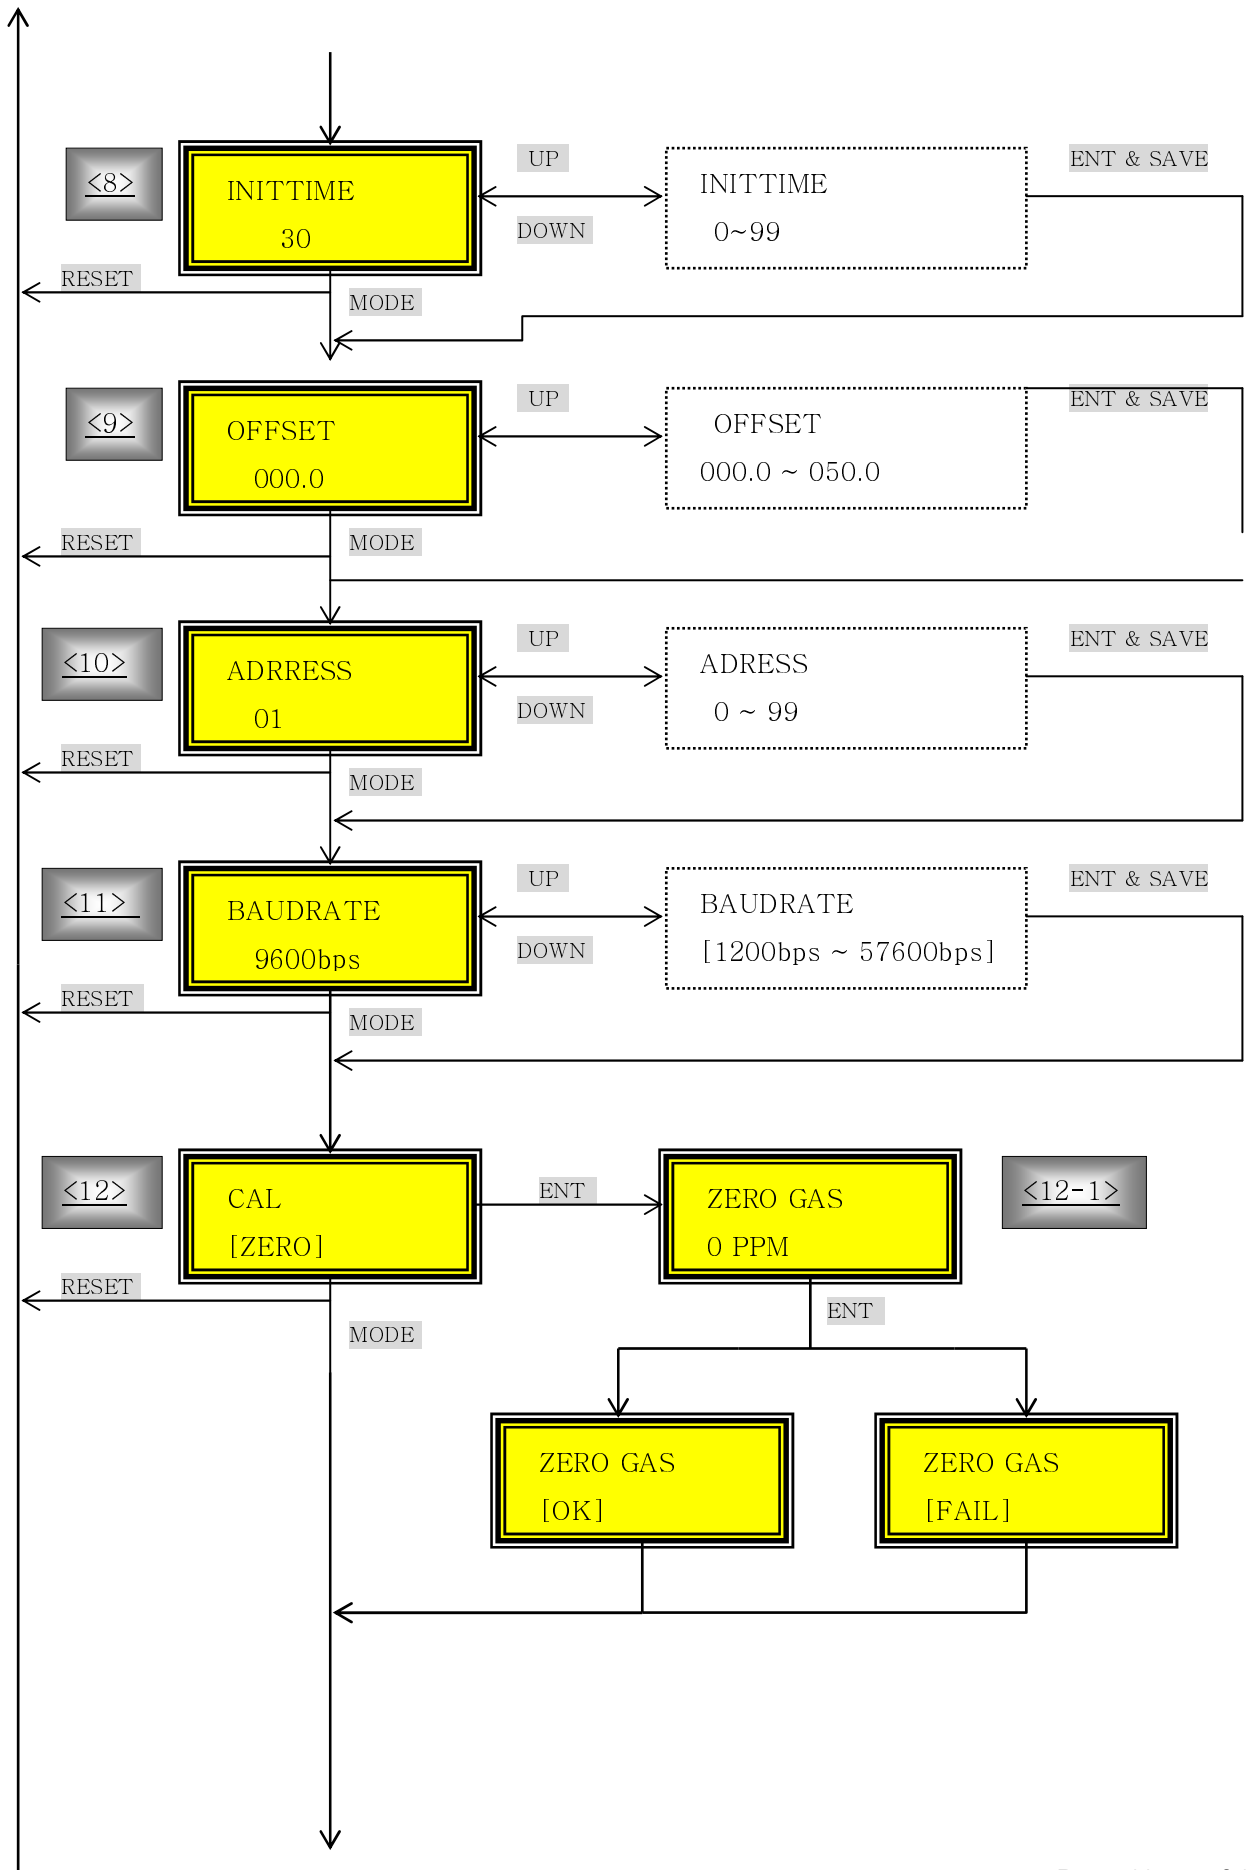 <8>
INITTIME
30
UP
DOWN
INITTIME
0~99
ENT & SAVE
RESET
MODE
<9>
OFFSET
000.0
UP
OFFSET
000.0 ~ 050.0
ENT & SAVE
RESET
MODE
<10>
ADRRESS
01
UP
DOWN
ADRESS
0 ~ 99
ENT & SAVE
RESET
MODE
<11>
BAUDRATE
9600bps
UP
DOWN
BAUDRATE
[1200bps ~ 57600bps]
ENT & SAVE
RESET
MODE
<12>
CAL
[ZERO]
ENT
ZERO GAS
0 PPM
<12-1>
RESET
MODE
ENT
ZERO GAS
[OK]
ZERO GAS
[FAIL]